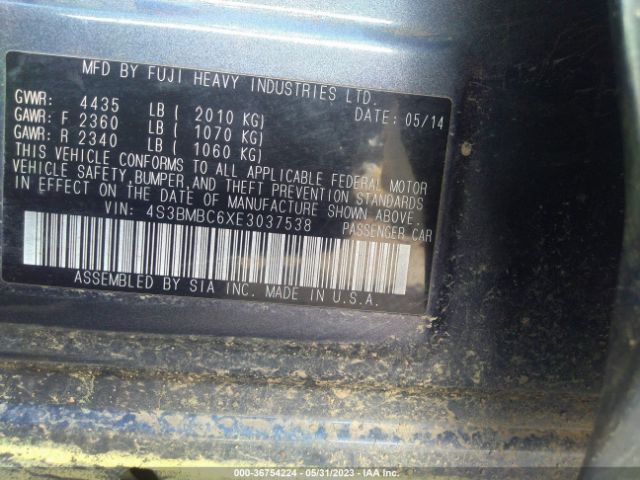 MFD BY FUJI HEAVY INDUSTRIES LTD.
GVWR: 4435 LB ( 2010 KG) DATE: 05/14
GAWR: F 2360 LB ( 1070 KG)
GAWR: R 2340 LB ( 1060 KG)
THIS VEHICLE CONFORMS TO ALL APPLICABLE FEDERAL MOTOR
VEHICLE SAFETY, BUMPER, AND THEFT PREVENTION STANDARDS
IN EFFECT ON THE DATE OF MANUFACTURE SHOWN ABOVE.
VIN: 4S3BMBC6XE3037538 PASSENGER CAR
ASSEMBLED BY SIA INC. MADE IN U.S.A.
000-36754224 - 05/31/2023 - IAA Inc.